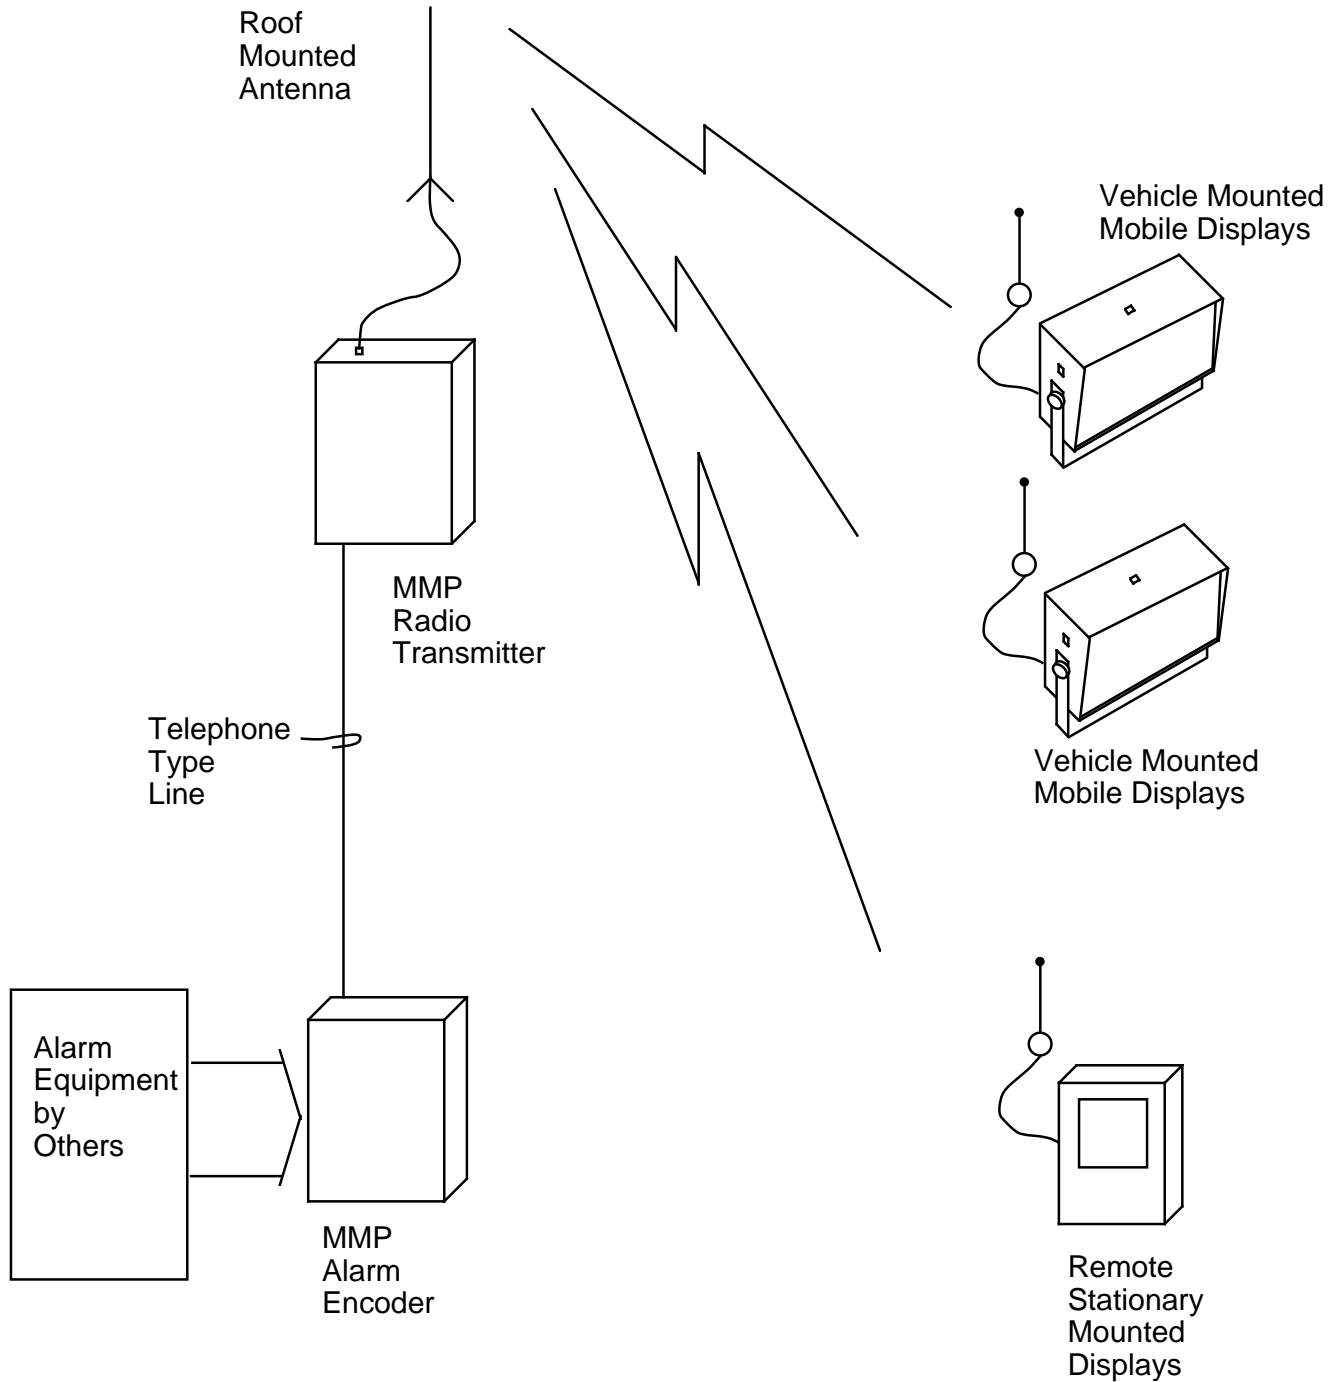 Roof
Mounted
Antenna
Vehicle Mounted
Mobile Displays
MMP
Radio
Transmitter
Telephone
Type
Line
Vehicle Mounted
Mobile Displays
Alarm
Equipment
by
Others
MMP
Alarm
Encoder
Remote
Stationary
Mounted
Displays